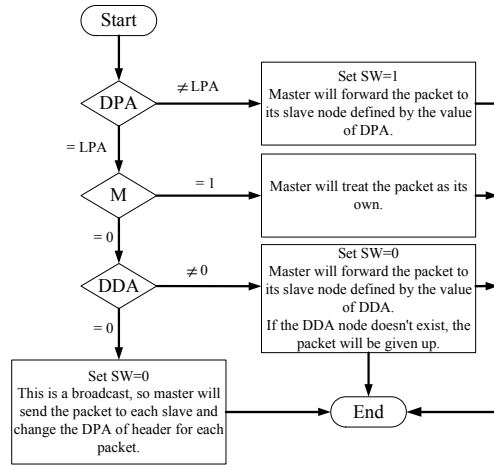 Start
DPA
≠LPA
Set SW=1
Master will forward the packet to
its slave node defined by the value
of DPA.
= LPA
M
= 1
Master will treat the packet as its
own.
= 0
DDA
≠0
Set SW=0
Master will forward the packet to
its slave node defined by the value
of DDA.
If the DDA node doesn't exist, the
packet will be given up.
= 0
Set SW=0
This is a broadcast, so master will
send the packet to each slave and
change the DPA of header for each
packet.
End